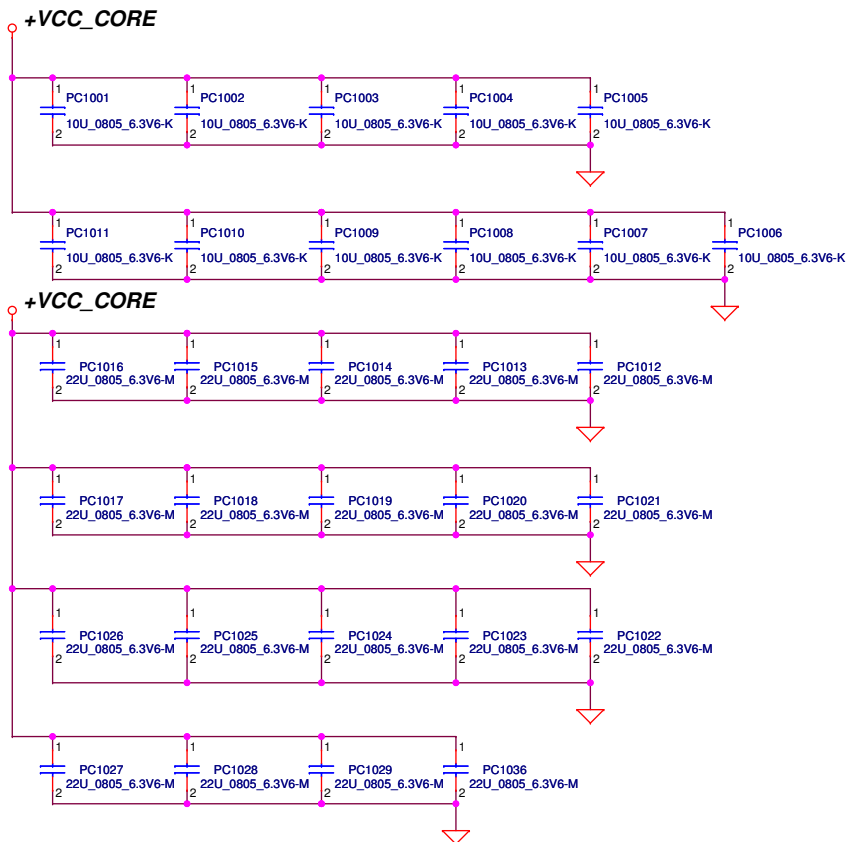 +VCC_CORE
1 1 1 1 1
PC1001 PC1002 PC1003 PC1004 PC1005
10U_0805_6.3V6-K 10U_0805_6.3V6-K 10U_0805_6.3V6-K 10U_0805_6.3V6-K 10U_0805_6.3V6-K
2 2 2 2 2
1 1 1 1 1 1
PC1011 PC1010 PC1009 PC1008 PC1007 PC1006
10U_0805_6.3V6-K 10U_0805_6.3V6-K 10U_0805_6.3V6-K 10U_0805_6.3V6-K 10U_0805_6.3V6-K 10U_0805_6.3V6-K
2 2 2 2 2 2
+VCC_CORE
1 1 1 1 1
PC1016 PC1015 PC1014 PC1013 PC1012
22U_0805_6.3V6-M 22U_0805_6.3V6-M 22U_0805_6.3V6-M 22U_0805_6.3V6-M 22U_0805_6.3V6-M
2 2 2 2 2
1 1 1 1 1
PC1017 PC1018 PC1019 PC1020 PC1021
22U_0805_6.3V6-M 22U_0805_6.3V6-M 22U_0805_6.3V6-M 22U_0805_6.3V6-M 22U_0805_6.3V6-M
2 2 2 2 2
1 1 1 1 1
PC1026 PC1025 PC1024 PC1023 PC1022
22U_0805_6.3V6-M 22U_0805_6.3V6-M 22U_0805_6.3V6-M 22U_0805_6.3V6-M 22U_0805_6.3V6-M
2 2 2 2 2
1 1 1 1
PC1027 PC1028 PC1029 PC1036
22U_0805_6.3V6-M 22U_0805_6.3V6-M 22U_0805_6.3V6-M 22U_0805_6.3V6-M
2 2 2 2